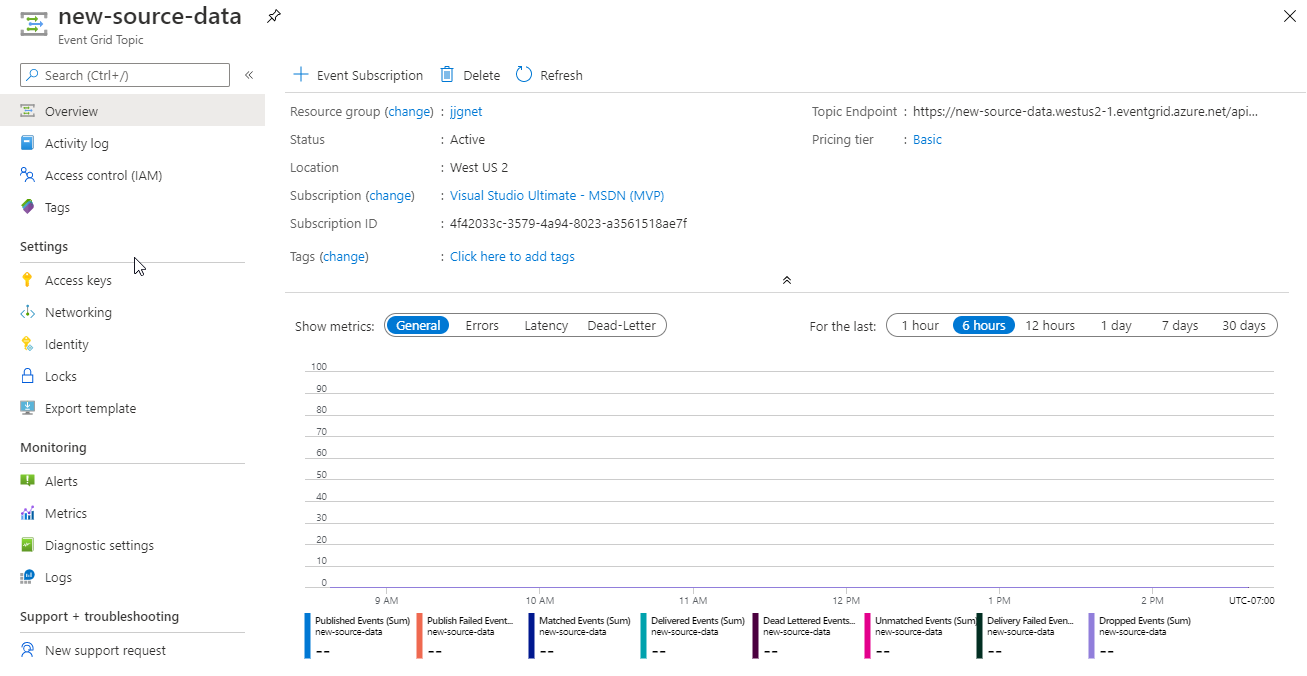 new-source-data
Event Grid Topic
Search (Ctrl+/)
«
Overview
Activity log
Access control (IAM)
Tags
Settings
Access keys
Networking
Identity
Locks
Export template
Monitoring
Alerts
Metrics
Diagnostic settings
Logs
Support + troubleshooting
New support request
Event Subscription Delete Refresh
Resource group (change) : jjgnet
Status : Active
Location : West US 2
Subscription (change) : Visual Studio Ultimate - MSDN (MVP)
Subscription ID : 4f42033c-3579-4a94-8023-a3561518ae7f
Tags (change) : Click here to add tags
Topic Endpoint : https://new-source-data.westus2-1.eventgrid.azure.net/api...
Pricing tier : Basic
Show metrics: General Errors Latency Dead-Letter
For the last: 1 hour 6 hours 12 hours 1 day 7 days 30 days
100
90
80
70
60
50
40
30
20
10
0
9 AM 10 AM 11 AM 12 PM 1 PM 2 PM UTC-07:00
Published Events (Sum)
new-source-data
--
Publish Failed Event...
new-source-data
--
Matched Events (Sum)
new-source-data
--
Delivered Events (Sum)
new-source-data
--
Dead Lettered Events...
new-source-data
--
Unmatched Events (Sum)
new-source-data
--
Delivery Failed Even...
new-source-data
--
Dropped Events (Sum)
new-source-data
--